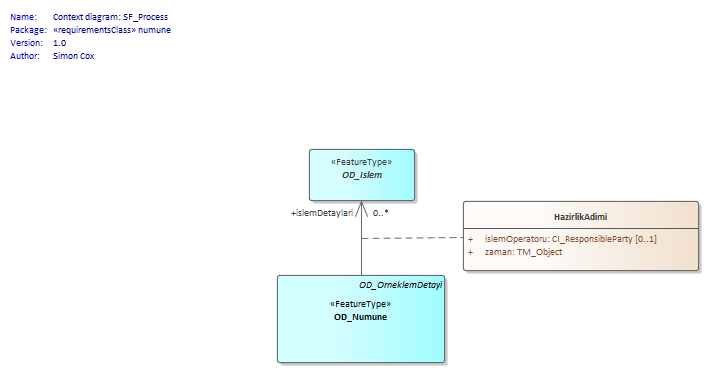 Name: Context diagram: SF_Process
Package: «requirementsClass» numune
Version: 1.0
Author: Simon Cox
«FeatureType»
OD_Islem
+islemDetaylari 0..*
HazirlikAdimi
+ islemOperatoru: CI_ResponsibleParty [0..1]
+ zaman: TM_Object
OD_OrneklemDetayi
«FeatureType»
OD_Numune